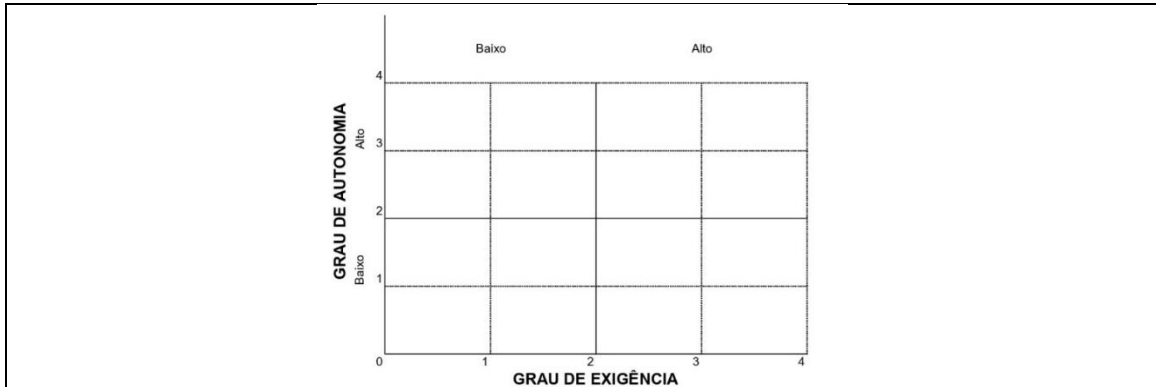 Baixo Alto
4
3
2
1
0
GRAU DE AUTONOMIA
Alto
Baixo
1 2 3 4
GRAU DE EXIGÊNCIA